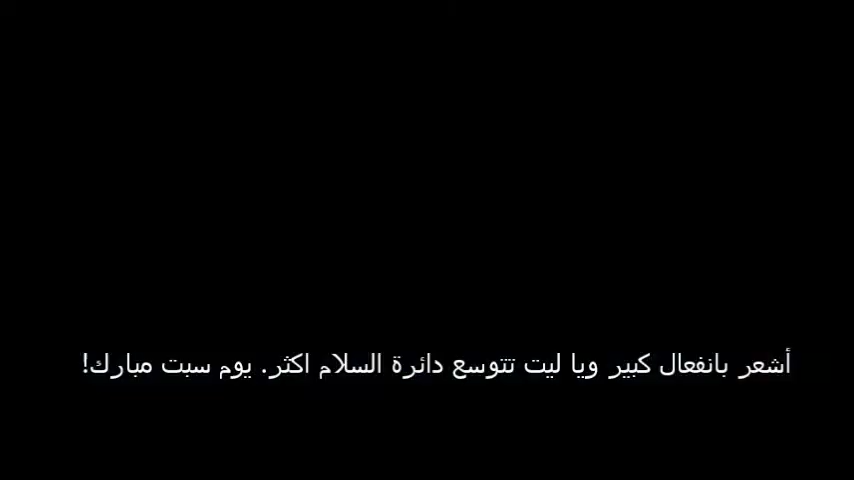 أشعر بانفعال كبير ويا ليت تتوسع دائرة السلام اكثر. يوم سبت مبارك!